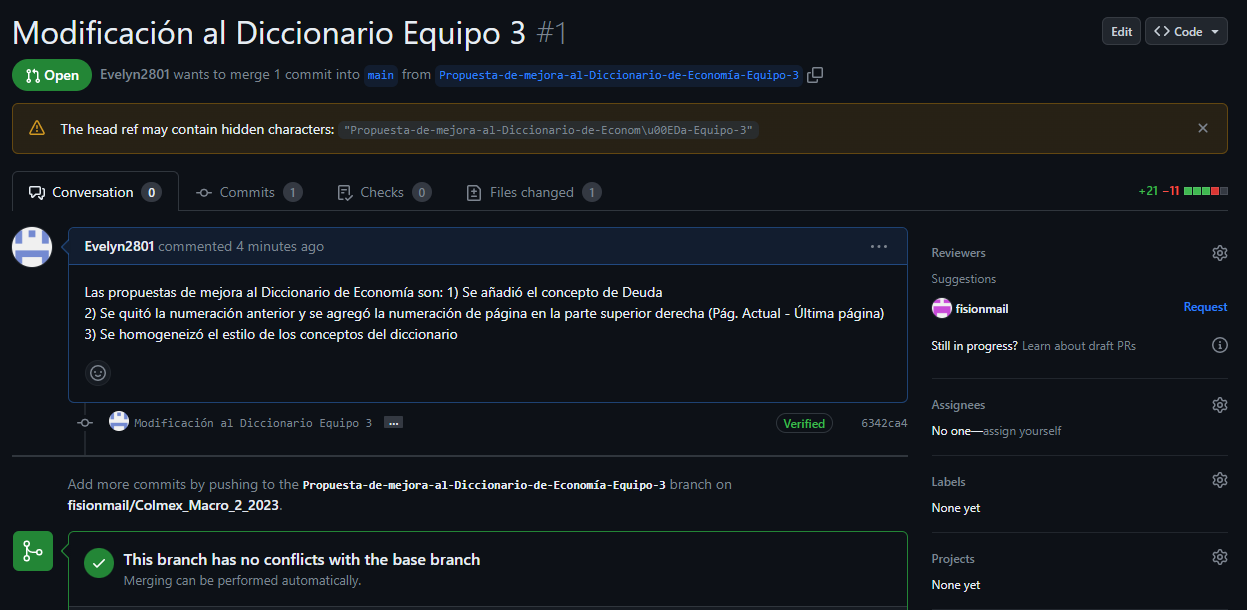 Modificación al Diccionario Equipo 3 #1
Edit
<> Code
Open
Evelyn2801 wants to merge 1 commit into main from Propuesta-de-mejora-al-Diccionario-de-Economía-Equipo-3
The head ref may contain hidden characters: "Propuesta-de-mejora-al-Diccionario-de-Econom\u00EDa-Equipo-3"
Conversation 0
Commits 1
Checks 0
Files changed 1
+21 −11
Evelyn2801 commented 4 minutes ago
Las propuestas de mejora al Diccionario de Economía son: 1) Se añadió el concepto de Deuda
2) Se quitó la numeración anterior y se agregó la numeración de página en la parte superior derecha (Pág. Actual - Última página)
3) Se homogeneizó el estilo de los conceptos del diccionario
Modificación al Diccionario Equipo 3 ...
Verified
6342ca4
Add more commits by pushing to the Propuesta-de-mejora-al-Diccionario-de-Economía-Equipo-3 branch on
fisionmail/Colmex_Macro_2_2023.
This branch has no conflicts with the base branch
Merging can be performed automatically.
Reviewers
Suggestions
fisionmail
Request
Still in progress? Learn about draft PRs
Assignees
No one—assign yourself
Labels
None yet
Projects
None yet